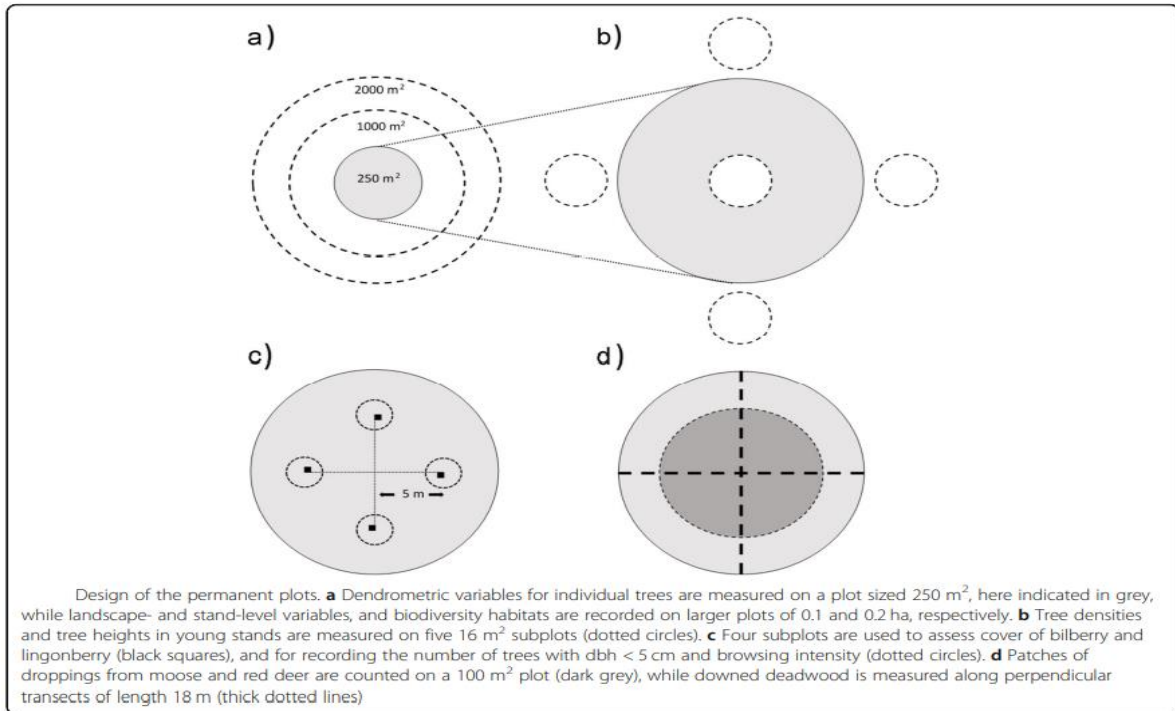 a)
b)
2000 m²
1000 m²
250 m²
c)
d)
5 m
Design of the permanent plots. a Dendrometric variables for individual trees are measured on a plot sized 250 m², here indicated in grey,
while landscape- and stand-level variables, and biodiversity habitats are recorded on larger plots of 0.1 and 0.2 ha, respectively. b Tree densities
and tree heights in young stands are measured on five 16 m² subplots (dotted circles). c Four subplots are used to assess cover of bilberry and
lingonberry (black squares), and for recording the number of trees with dbh < 5 cm and browsing intensity (dotted circles). d Patches of
droppings from moose and red deer are counted on a 100 m² plot (dark grey), while downed deadwood is measured along perpendicular
transects of length 18 m (thick dotted lines)